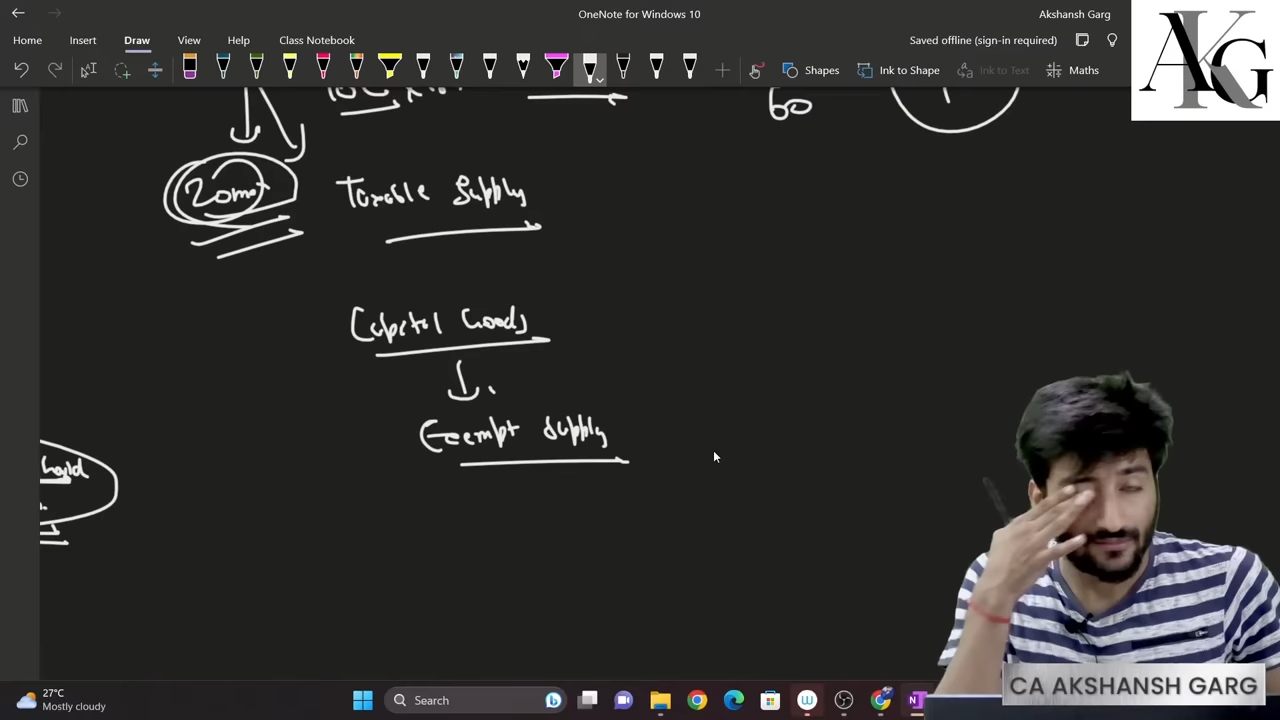 OneNote for Windows 10
Akshansh Garg
Home Insert Draw View Help Class Notebook
Saved offline (sign-in required)
Shapes Ink to Shape Ink to Text Maths
AKG
60
Taxable Supply
Capital Goods
Exempt Supply
CA AKSHANSH GARG
27°C
Mostly cloudy
Search